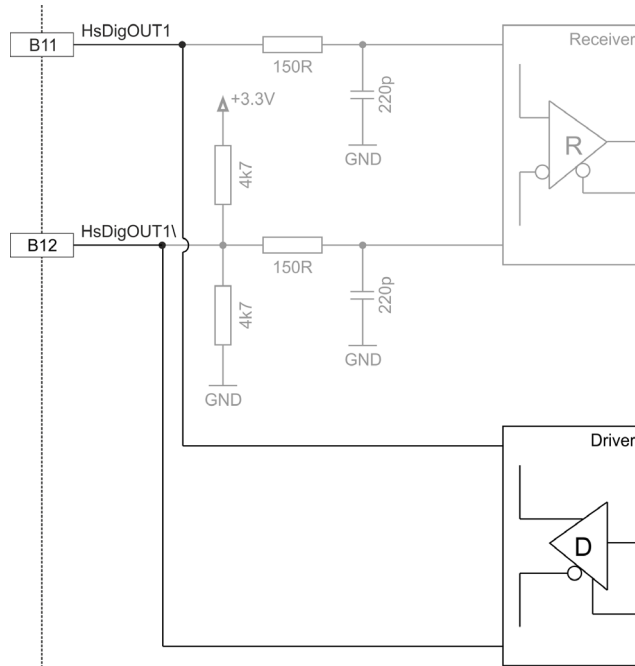 HsDigOUT1
B11
Receiver
150R
220p
+3.3V
GND
R
4k7
HsDigOUT1\
B12
150R
220p
4k7
GND
GND
Driver
D